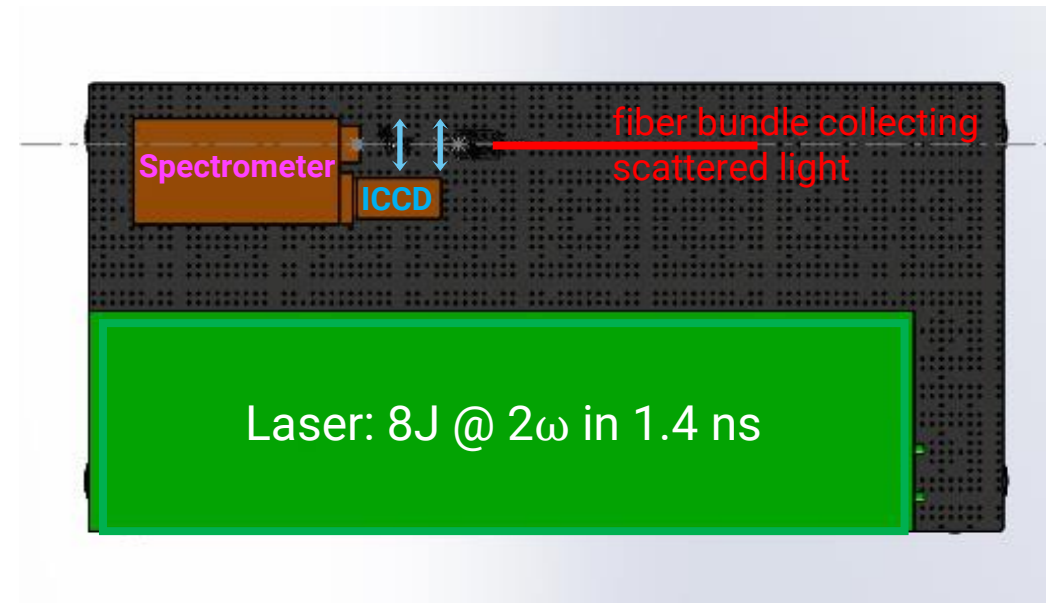 fiber bundle collecting
scattered light
Spectrometer
ICCD
Laser: 8J @ 2ω in 1.4 ns